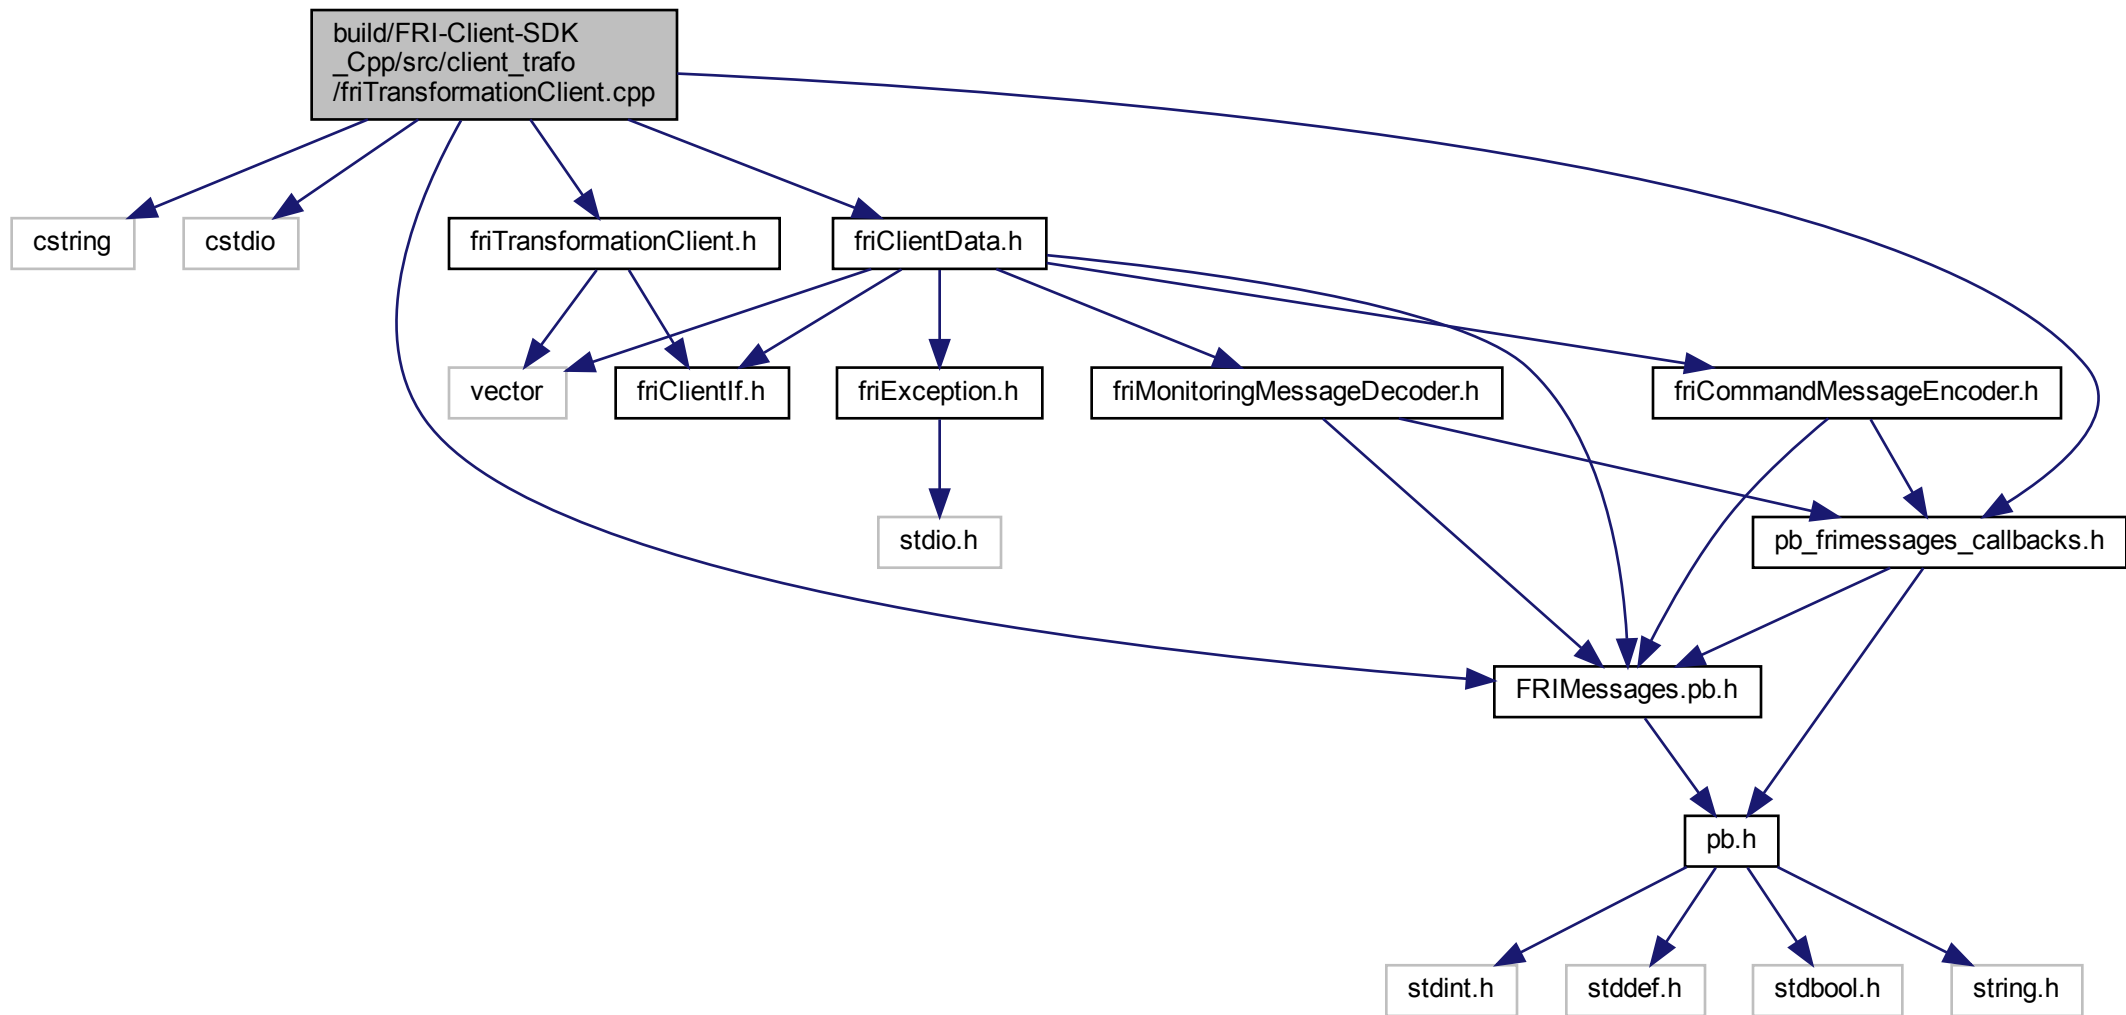 build/FRI-Client-SDK
_Cpp/src/client_trafo
/friTransformationClient.cpp
cstring
cstdio
friTransformationClient.h
friClientData.h
vector
friClientIf.h
friException.h
friMonitoringMessageDecoder.h
friCommandMessageEncoder.h
stdio.h
pb_frimessages_callbacks.h
FRIMessages.pb.h
pb.h
stdint.h
stddef.h
stdbool.h
string.h